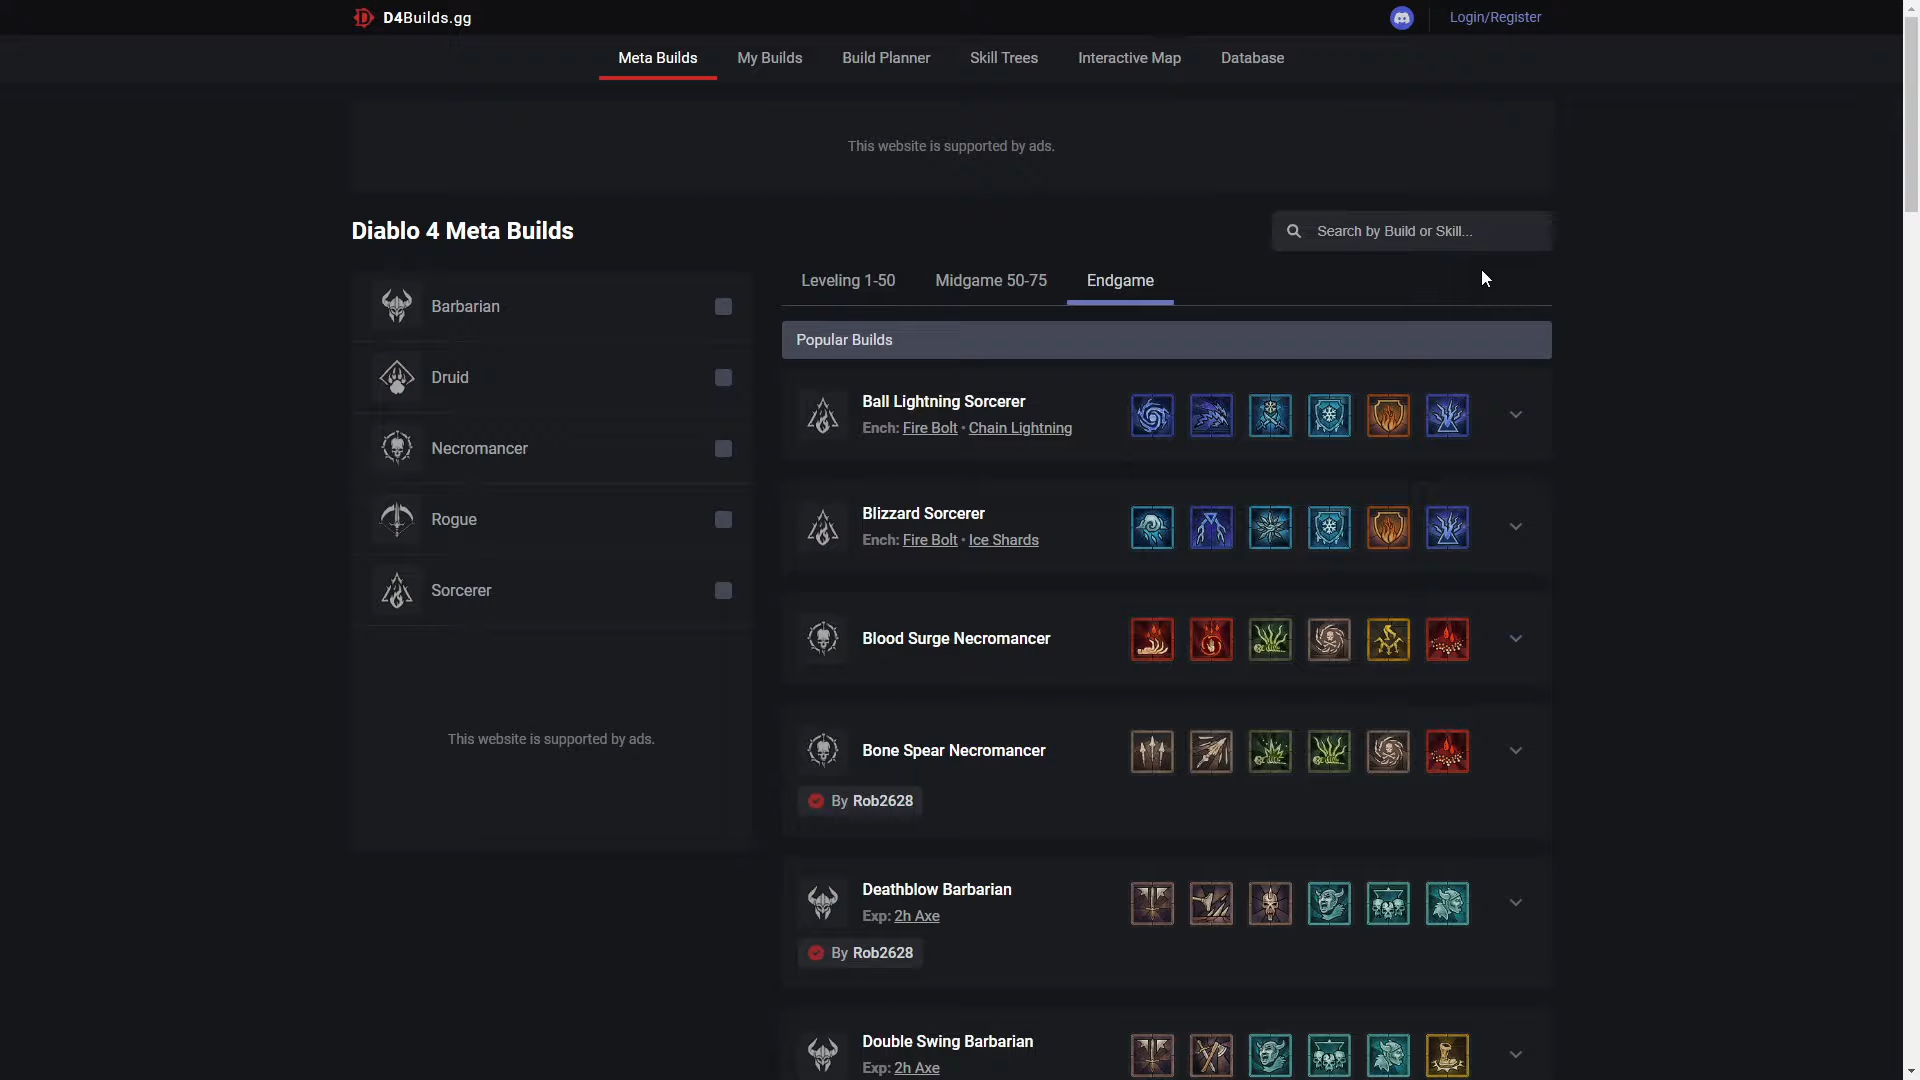 D4Builds.gg
Login/Register
Meta Builds
My Builds
Build Planner
Skill Trees
Interactive Map
Database
This website is supported by ads.
Diablo 4 Meta Builds
Search by Build or Skill...
Barbarian
Druid
Necromancer
Rogue
Sorcerer
This website is supported by ads.
Leveling 1-50
Midgame 50-75
Endgame
Popular Builds
Ball Lightning Sorcerer
Ench: Fire Bolt • Chain Lightning
Blizzard Sorcerer
Ench: Fire Bolt • Ice Shards
Blood Surge Necromancer
Bone Spear Necromancer
By Rob2628
Deathblow Barbarian
Exp: 2h Axe
By Rob2628
Double Swing Barbarian
Exp: 2h Axe